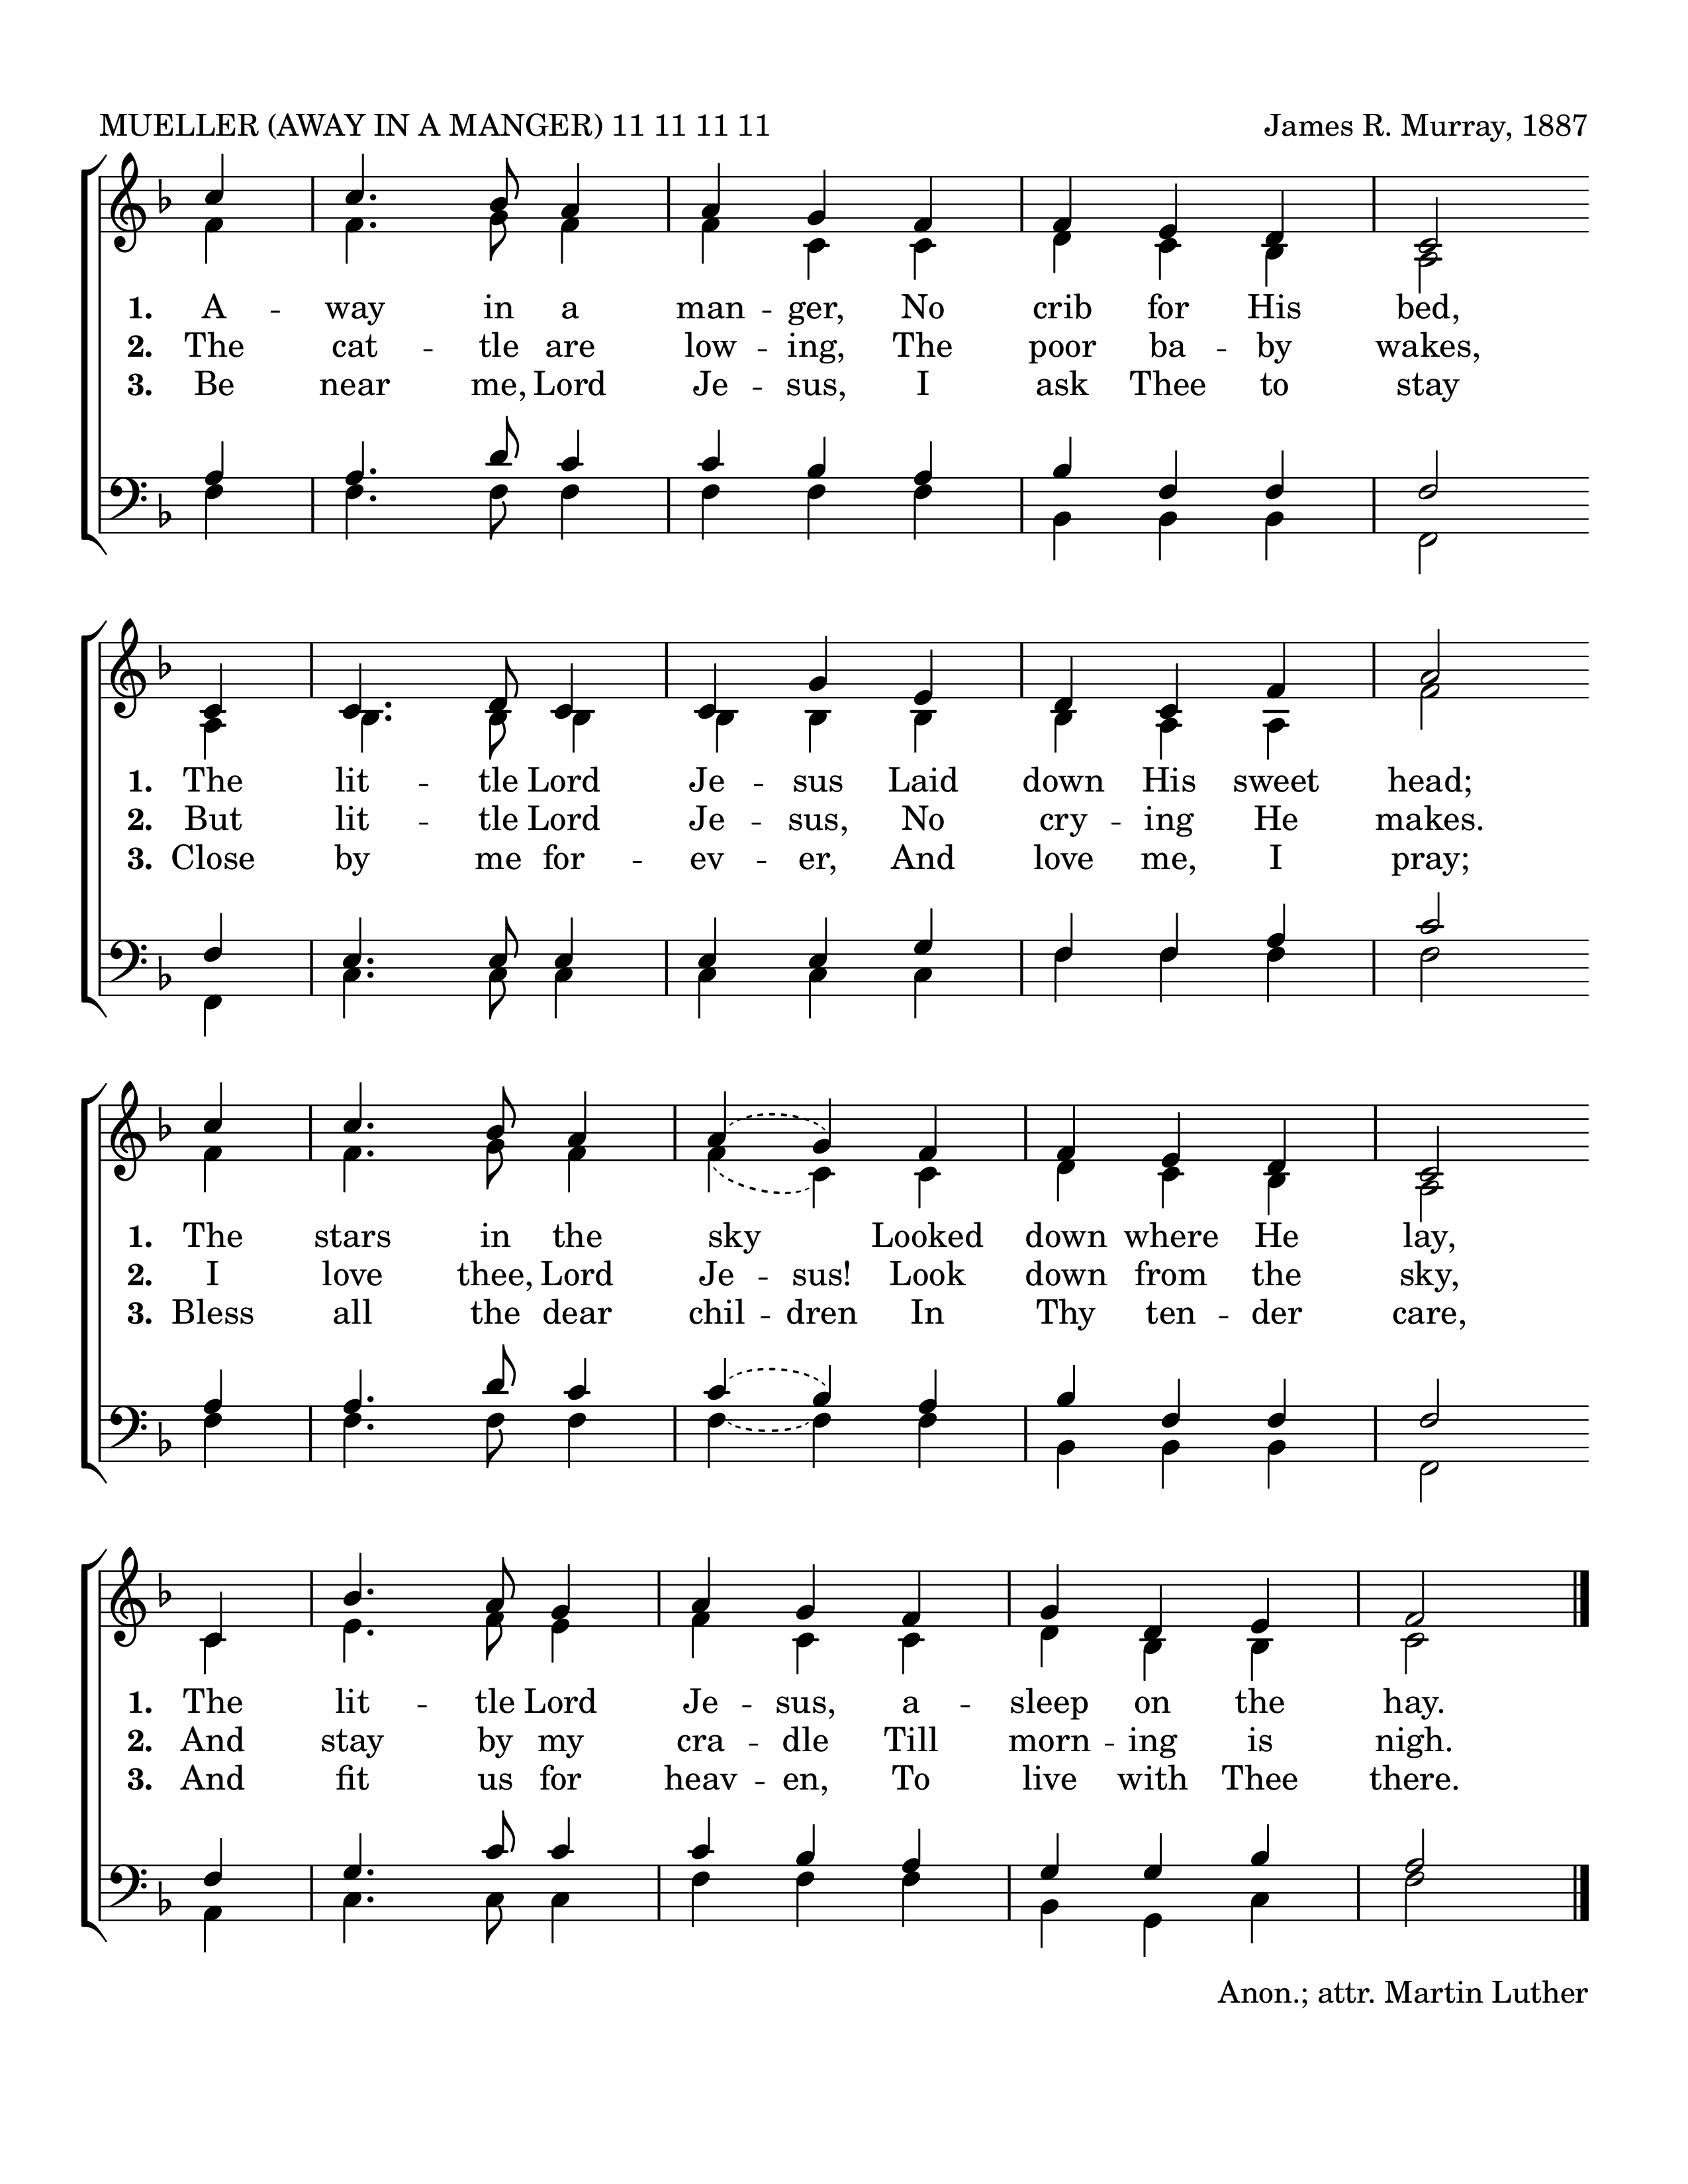 MUELLER (AWAY IN A MANGER) 11 11 11 11 James R. Murray, 1887
1. A -- way in a man -- ger, No crib for His bed,
2. The cat -- tle are low -- ing, The poor ba -- by wakes,
3. Be near me, Lord Je -- sus, I ask Thee to stay
1. The lit -- tle Lord Je -- sus Laid down His sweet head;
2. But lit -- tle Lord Je -- sus, No cry -- ing He makes.
3. Close by me for -- ev -- er, And love me, I pray;
1. The stars in the sky Looked down where He lay,
2. I love thee, Lord Je -- sus! Look down from the sky,
3. Bless all the dear chil -- dren In Thy ten -- der care,
1. The lit -- tle Lord Je -- sus, a -- sleep on the hay.
2. And stay by my cra -- dle Till morn -- ing is nigh.
3. And fit us for heav -- en, To live with Thee there.
Anon.; attr. Martin Luther